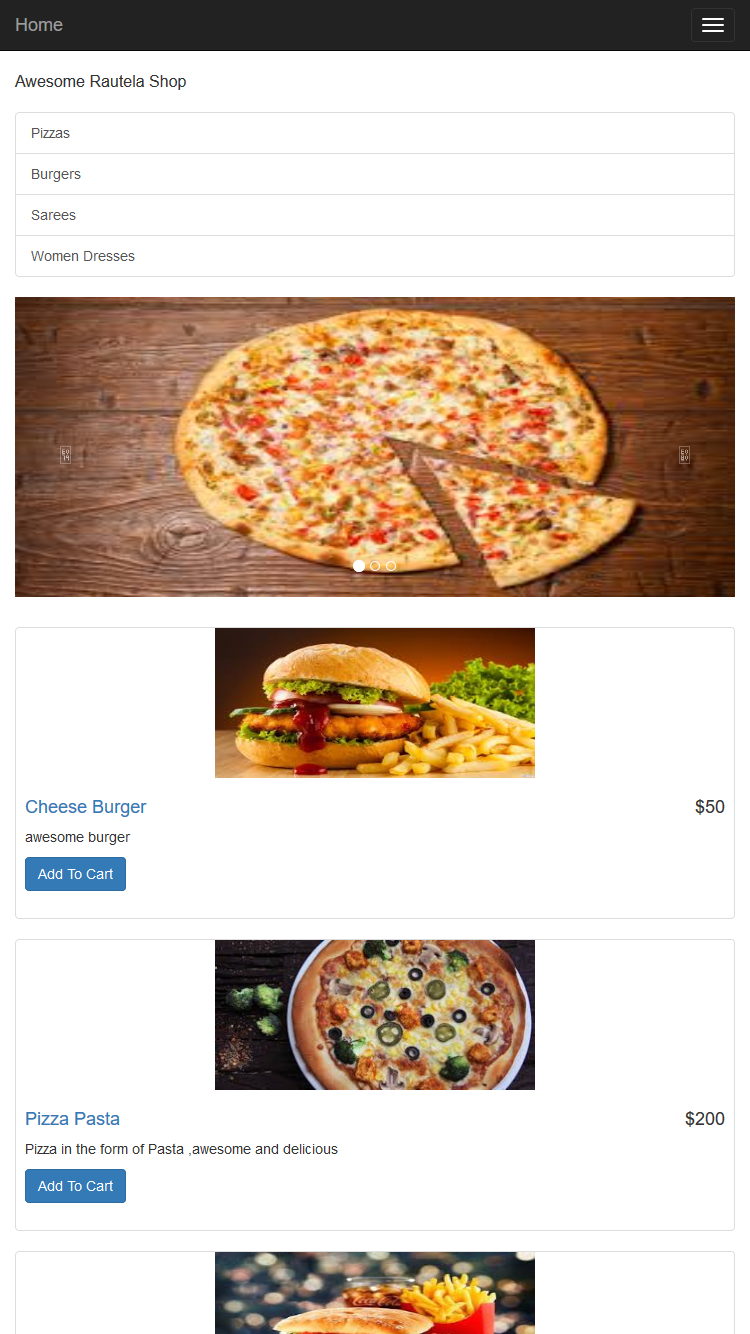 Home
Awesome Rautela Shop
Pizzas
Burgers
Sarees
Women Dresses
Cheese Burger
$50
awesome burger
Add To Cart
Pizza Pasta
$200
Pizza in the form of Pasta ,awesome and delicious
Add To Cart